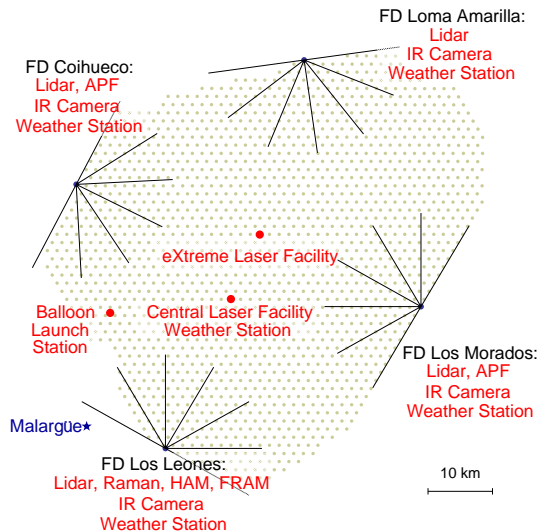 FD Loma Amarilla:
Lidar
IR Camera
Weather Station
FD Coihueco:
Lidar, APF
IR Camera
Weather Station
eXtreme Laser Facility
Balloon
Launch
Station
Central Laser Facility
Weather Station
FD Los Morados:
Lidar, APF
IR Camera
Weather Station
Malargüe
FD Los Leones:
Lidar, Raman, HAM, FRAM
IR Camera
Weather Station
10 km